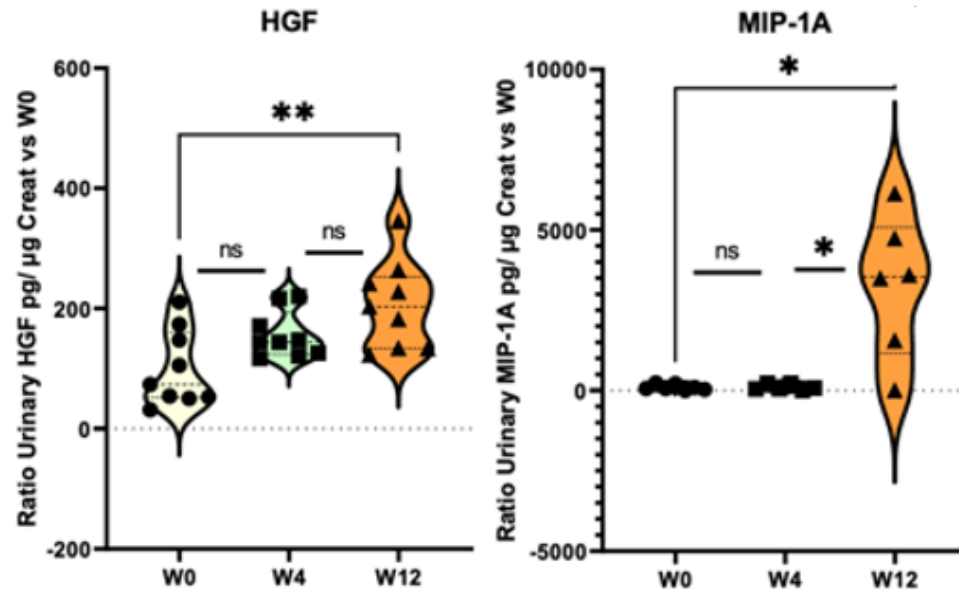 HGF
Ratio Urinary HGF pg/ µg Creat vs W0
600
400
200
0
-200
**
ns
ns
W0
W4
W12
MIP-1A
Ratio Urinary MIP-1A pg/ µg Creat vs W0
10000
5000
0
-5000
*
ns
*
W0
W4
W12